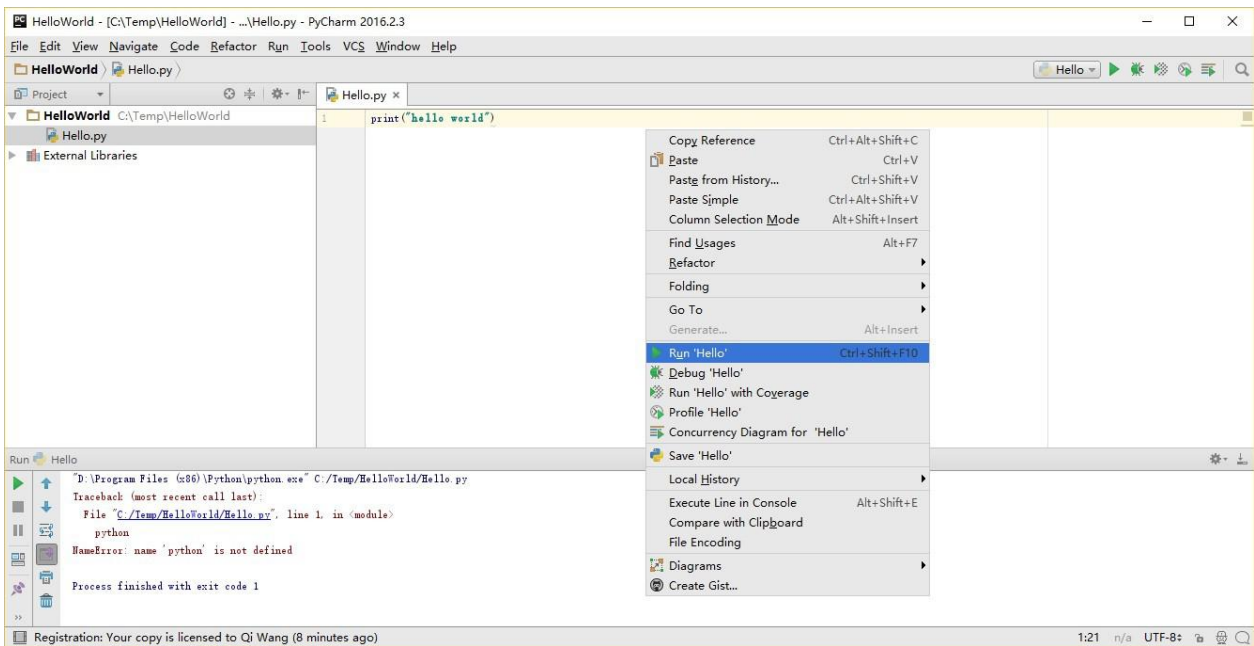 HelloWorld - [C:\Temp\HelloWorld] - ...\Hello.py - PyCharm 2016.2.3
File Edit View Navigate Code Refactor Run Tools VCS Window Help
HelloWorld Hello.py
Hello
Project
Hello.py
HelloWorld C:\Temp\HelloWorld
Hello.py
External Libraries
1 print("hello world")
Copy Reference Ctrl+Alt+Shift+C
Paste Ctrl+V
Paste from History... Ctrl+Shift+V
Paste Simple Ctrl+Alt+Shift+V
Column Selection Mode Alt+Shift+Insert
Find Usages Alt+F7
Refactor
Folding
Go To
Generate... Alt+Insert
Run 'Hello' Ctrl+Shift+F10
Debug 'Hello'
Run 'Hello' with Coverage
Profile 'Hello'
Concurrency Diagram for 'Hello'
Save 'Hello'
Local History
Execute Line in Console Alt+Shift+E
Compare with Clipboard
File Encoding
Diagrams
Create Gist...
Run Hello
"D:\Program Files (x86)\Python\python.exe" C:/Temp/HelloWorld/Hello.py
Traceback (most recent call last):
File "C:/Temp/HelloWorld/Hello.py", line 1, in <module>
python
NameError: name 'python' is not defined
Process finished with exit code 1
Registration: Your copy is licensed to Qi Wang (8 minutes ago)
1:21 n/a UTF-8